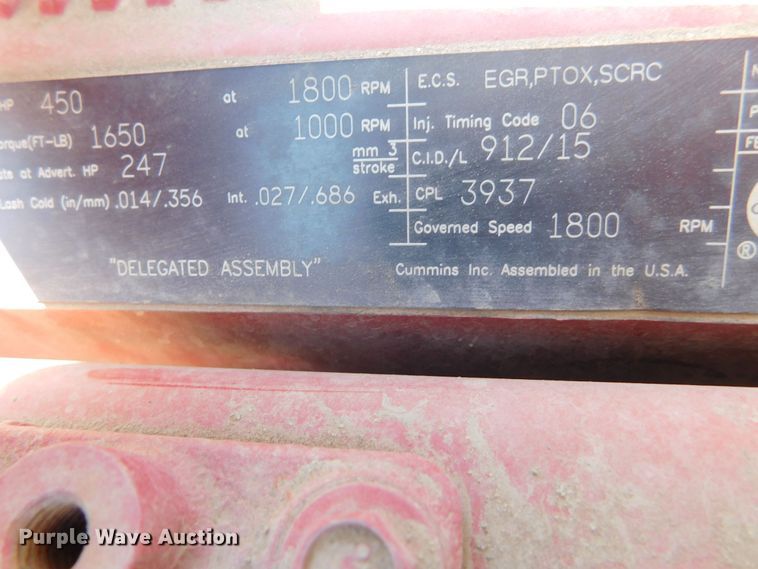 HP 450 at 1800 RPM
orque(FT-LB) 1650 at 1000 RPM
ate at Advert. HP 247 mm 3 stroke
Lash Cold (in/mm) .014/.356 Int. .027/.686 Exh.
"DELEGATED ASSEMBLY"
E.C.S. EGR,PTOX,SCRC
Inj. Timing Code 06
C.I.D./L 912/15
CPL 3937
Governed Speed 1800 RPM
Cummins Inc. Assembled in the U.S.A.
®
Purple Wave Auction®